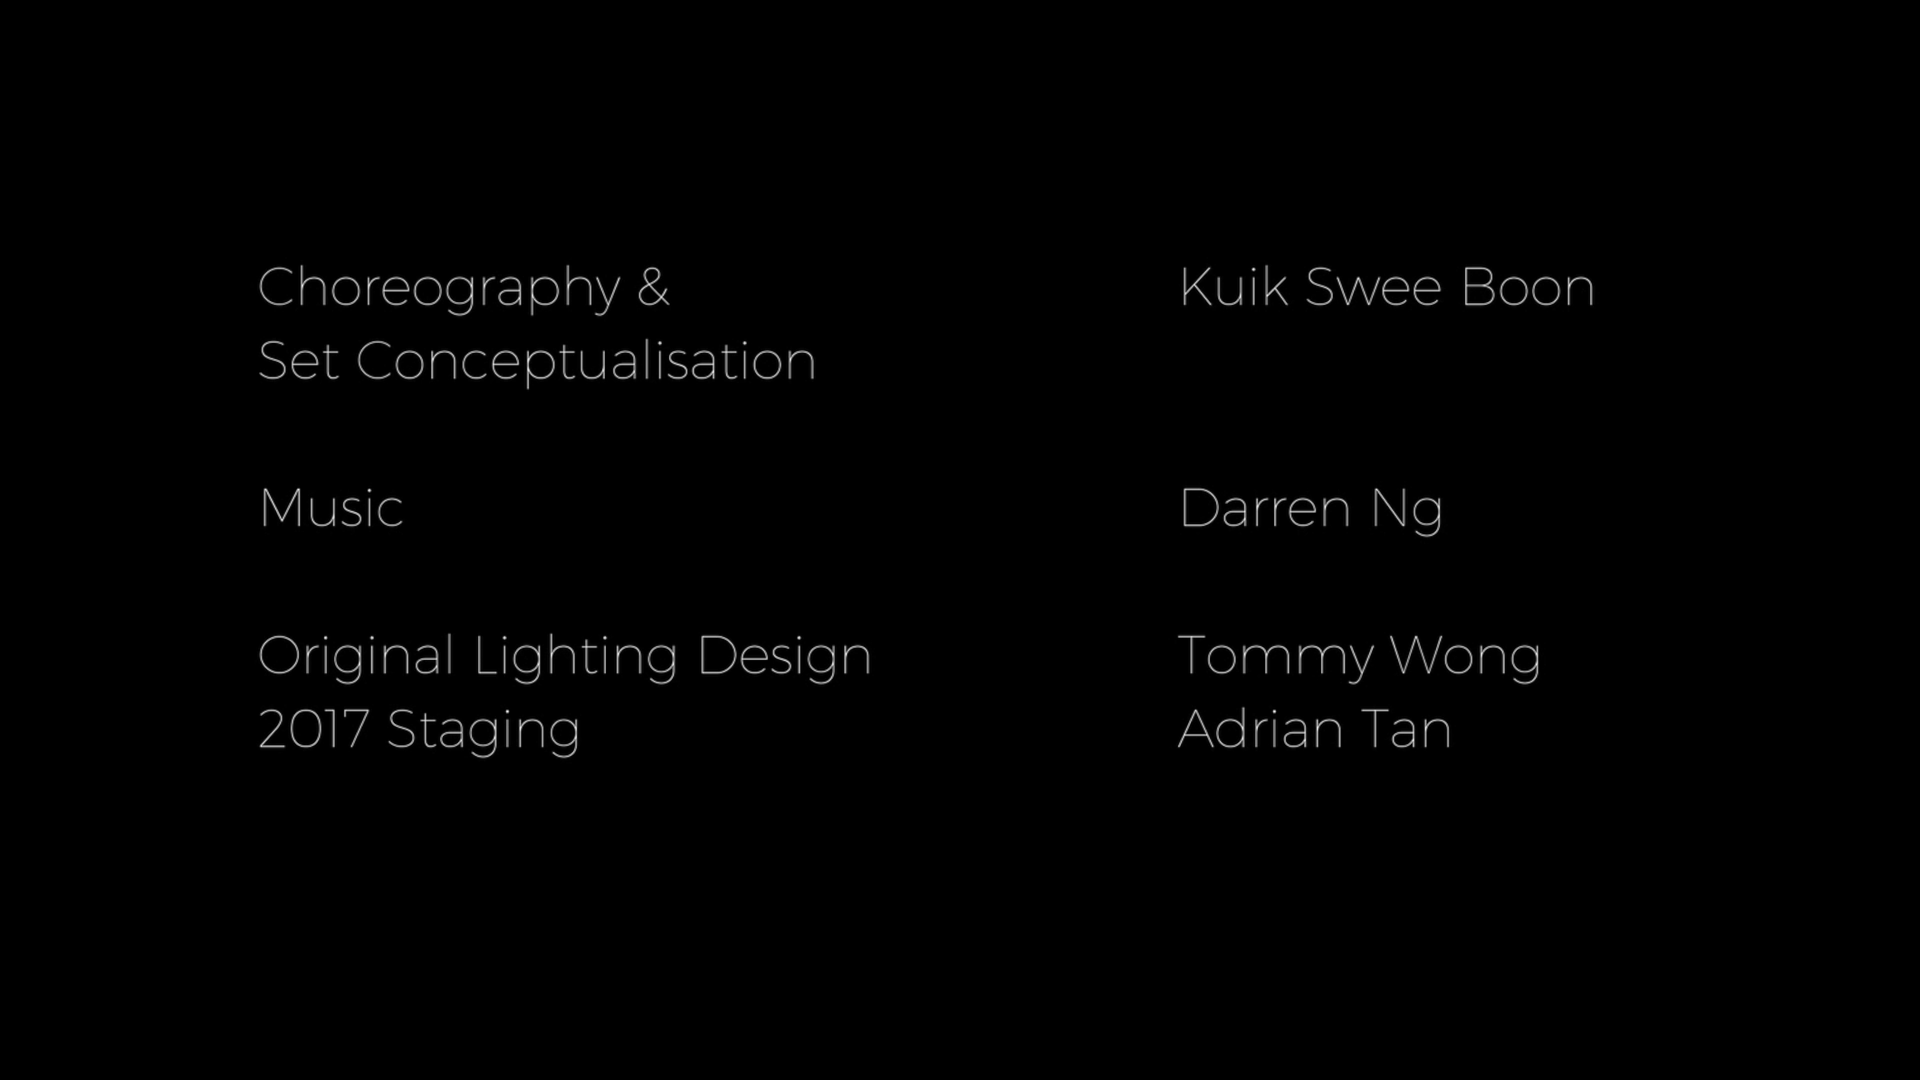 Choreography &
Set Conceptualisation
Kuik Swee Boon
Music
Darren Ng
Original Lighting Design
Tommy Wong
2017 Staging
Adrian Tan